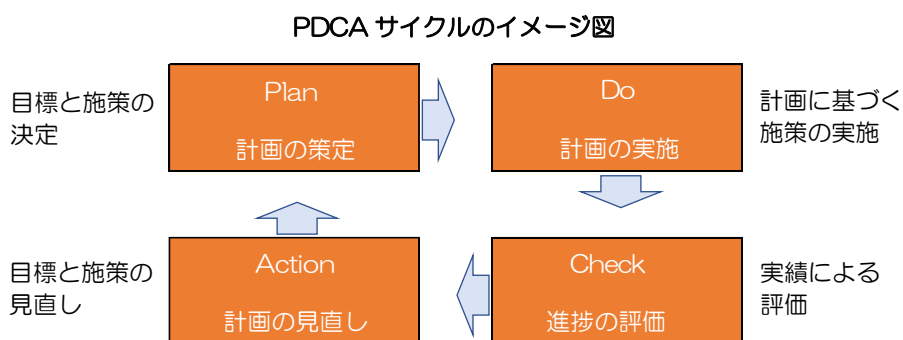 PDCA サイクルのイメージ図
目標と施策の
決定
Plan
計画の策定
Do
計画の実施
計画に基づく
施策の実施
目標と施策の
見直し
Action
計画の見直し
Check
進捗の評価
実績による
評価